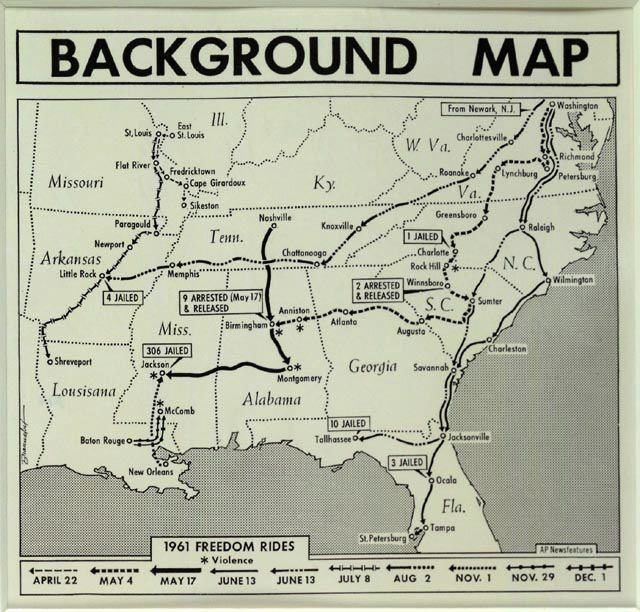 BACKGROUND MAP
Ill.
From Newark, N.J.
Washington
St. Louis
East
St. Louis
Charlottesville
W. Va.
Flat River
Fredricktown
Roanoke
Lynchburg
Richmond
Petersburg
Missouri
Cape Girardoux
Ky.
Va.
Sikeston
Greensboro
Paragould
Nashville
Knoxville
Raleigh
Newport
Tenn.
1 JAILED
Chattanooga
Charlotte
N.C.
Arkansas
Little Rock
Memphis
Rock Hill
*
Wilmington
4 JAILED
9 ARRESTED (May 17)
& RELEASED
2 ARRESTED
& RELEASED
Winnsboro
S.C.
Sumter
Miss.
Birmingham
*
Anniston
*
Atlanta
Augusta
306 JAILED
Charleston
Shreveport
Jackson
*
Montgomery
*
Georgia
Savannah
Lousisana
Alabama
*
McComb
10 JAILED
Baton Rouge
Tallhassee
Jacksonville
New Orleans
3 JAILED
Ocala
Fla.
Tampa
St. Petersburg
1961 FREEDOM RIDES
* Violence
AP Newsfeatures
APRIL 22 MAY 4 MAY 17 JUNE 13 JUNE 13 JULY 8 AUG 2 NOV. 1 NOV. 29 DEC. 1